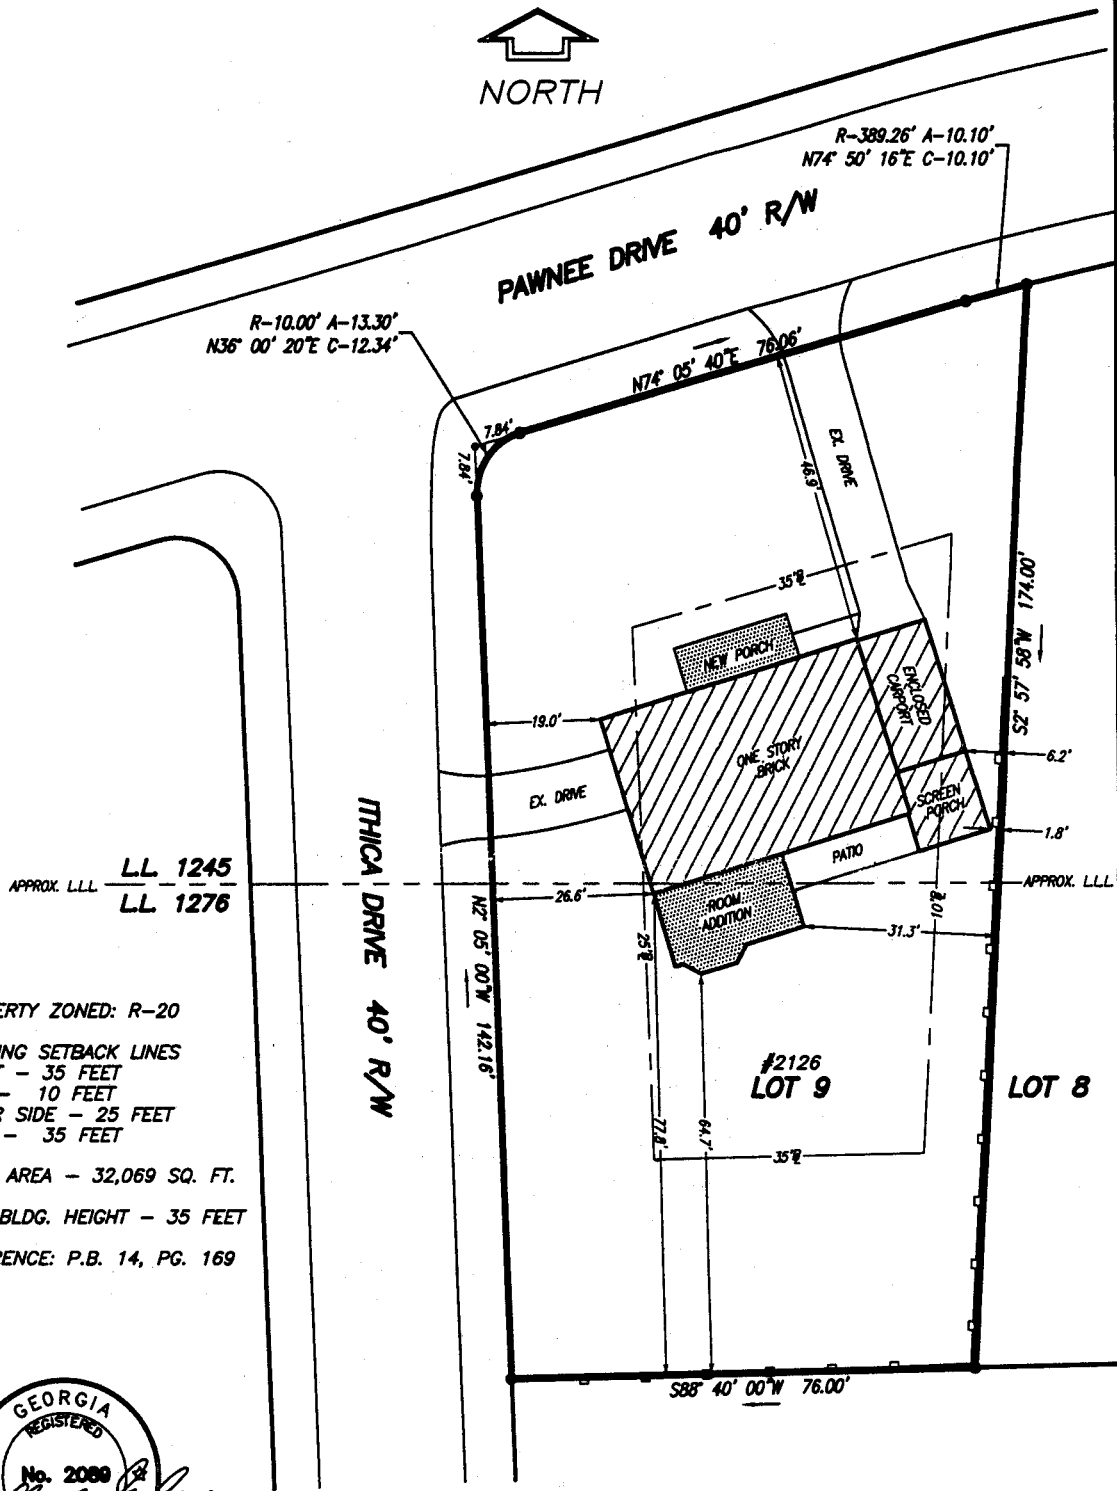 NORTH
R-389.26' A-10.10'
N74° 50' 16"E C-10.10'
PAWNEE DRIVE 40' R/W
R-10.00' A-13.30'
N36° 00' 20"E C-12.34'
N74° 05' 40"E 76.06'
7.84'
7.84'
46.9'
EX. DRIVE
35'BL
S2° 57' 58"W 174.00'
NEW PORCH
ENCLOSED
CARPORT
19.0'
ONE STORY
BRICK
6.2'
EX. DRIVE
SCREEN
PORCH
1.8'
ITHICA DRIVE 40' R/W
PATIO
L.L. 1245
APPROX. L.L.L.
L.L. 1276
APPROX. L.L.L.
26.6'
ROOM
ADDITION
10'BL
31.3'
25'BL
N2° 05' 00"W 142.16'
ERTY ZONED: R-20
NG SETBACK LINES
T - 35 FEET
- 10 FEET
R SIDE - 25 FEET
- 35 FEET
#2126
LOT 9
LOT 8
77.8'
64.7'
35'BL
AREA - 32,069 SQ. FT.
BLDG. HEIGHT - 35 FEET
RENCE: P.B. 14, PG. 169
S88° 40' 00"W 76.00'
GEORGIA
REGISTERED
No. 2089